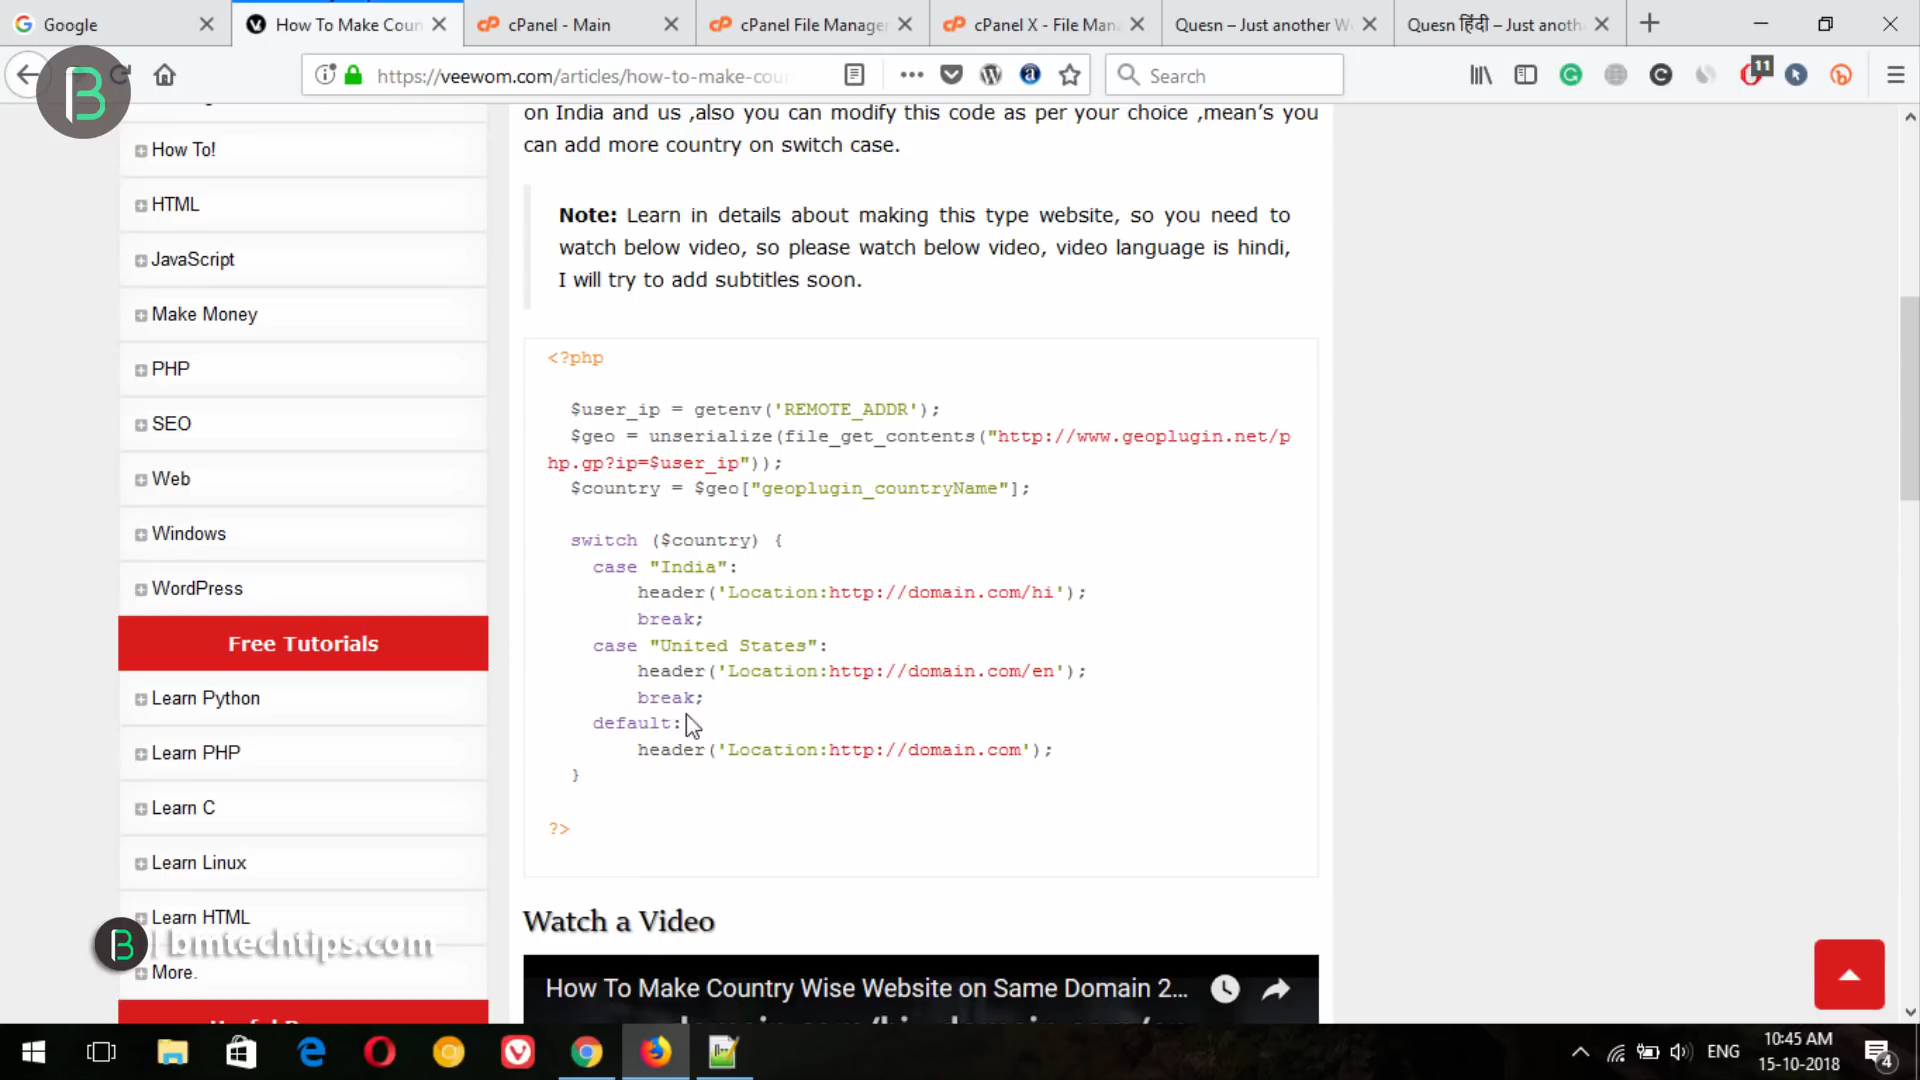 Google
How To Make Coun
cPanel - Main
cPanel File Manager
cPanel X - File Mana
Quesn – Just another W
Quesn हिंदी – Just anoth
https://veewom.com/articles/how-to-make-cou
Search
11
on India and us ,also you can modify this code as per your choice ,mean's you
can add more country on switch case.
Note: Learn in details about making this type website, so you need to
watch below video, so please watch below video, video language is hindi,
I will try to add subtitles soon.
How To!
HTML
JavaScript
Make Money
PHP
SEO
Web
Windows
WordPress
Free Tutorials
Learn Python
Learn PHP
Learn C
Learn Linux
Learn HTML
More.
<?php
$user_ip = getenv('REMOTE_ADDR');
$geo = unserialize(file_get_contents("http://www.geoplugin.net/p
hp.gp?ip=$user_ip"));
$country = $geo["geoplugin_countryName"];
switch ($country) {
case "India":
header('Location:http://domain.com/hi');
break;
case "United States":
header('Location:http://domain.com/en');
break;
default:
header('Location:http://domain.com');
}
?>
Watch a Video
How To Make Country Wise Website on Same Domain 2...
bmtechtips.com
ENG
10:45 AM
15-10-2018
4